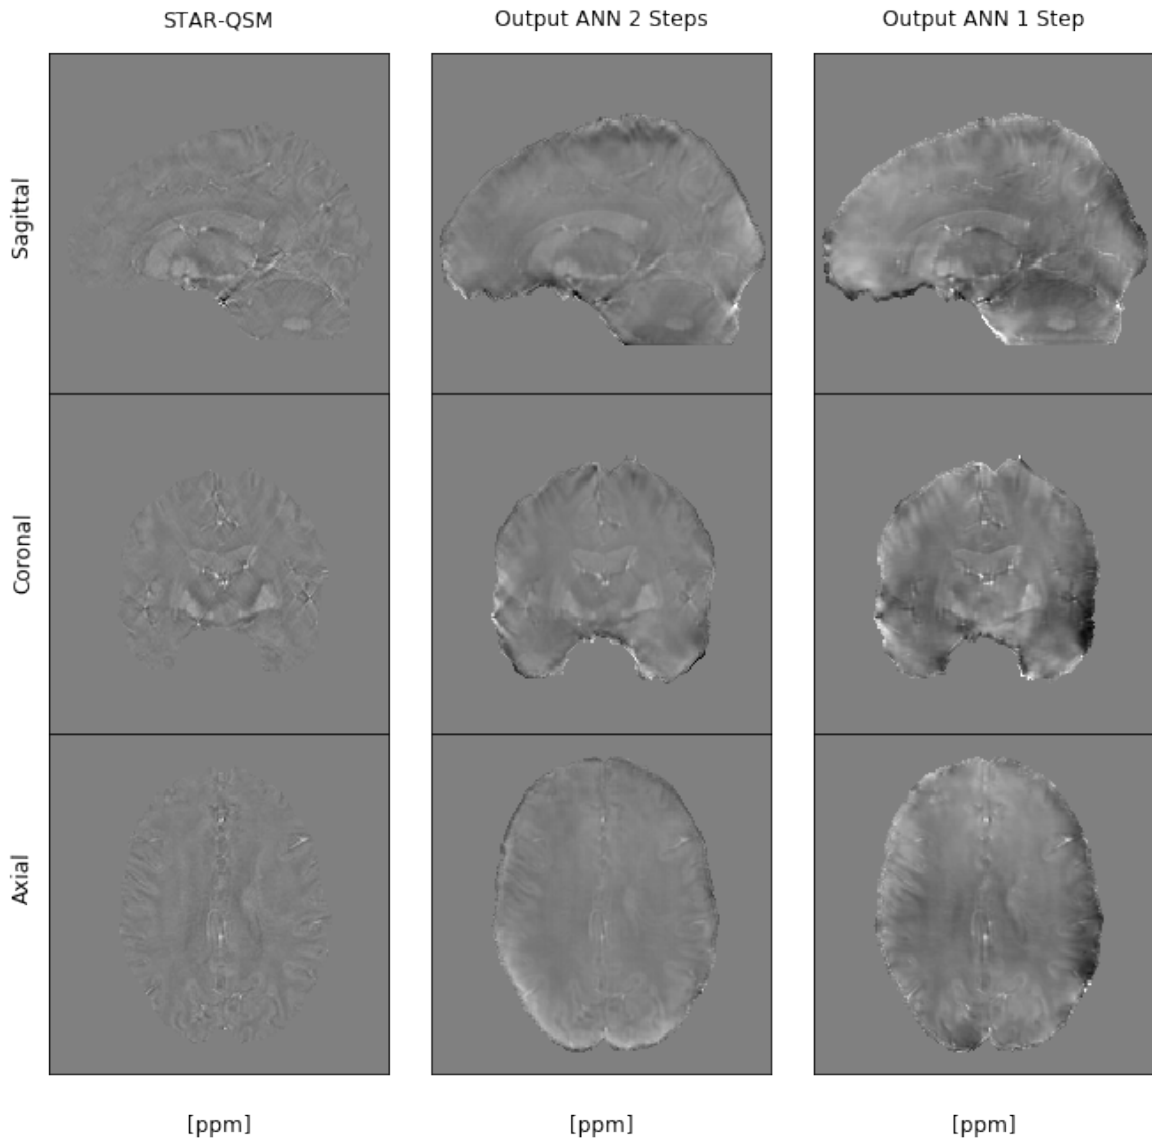 STAR-QSM
Output ANN 2 Steps
Output ANN 1 Step
Sagittal
Coronal
Axial
[ppm]
[ppm]
[ppm]